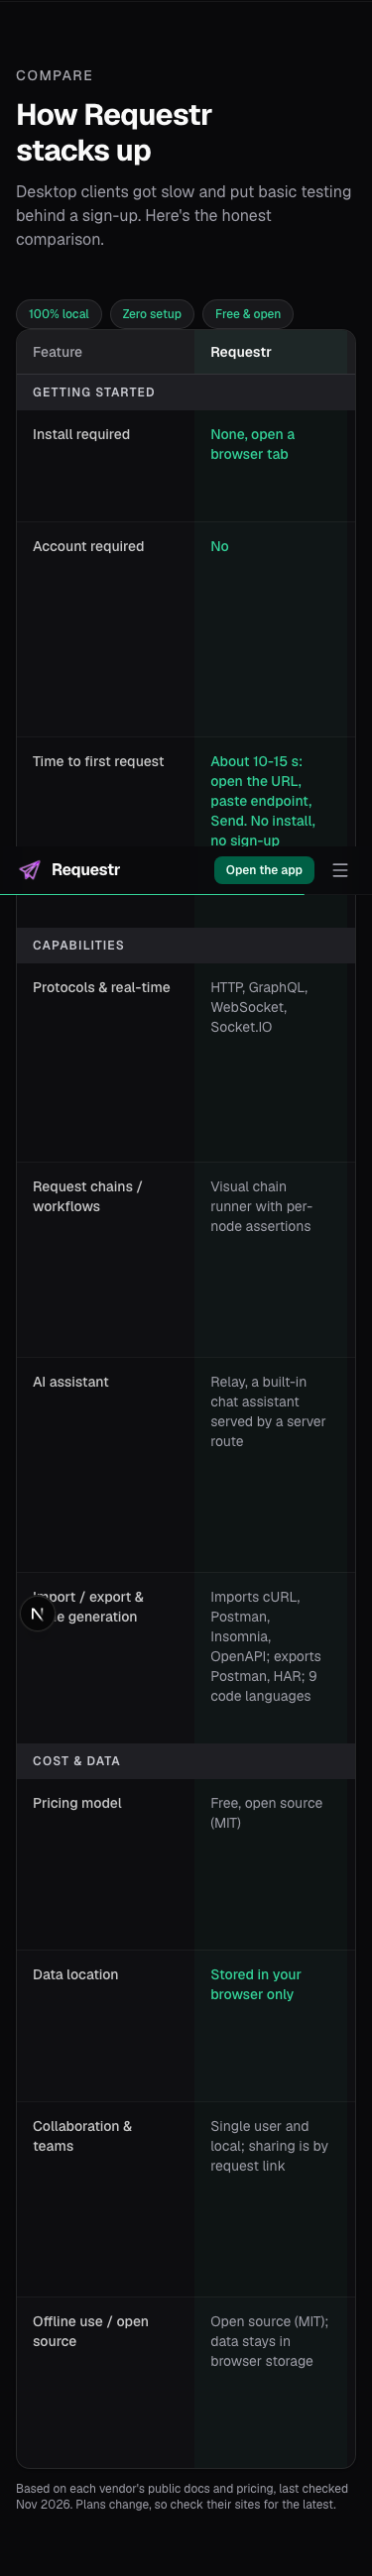 COMPARE
How Requestr
stacks up
Desktop clients got slow and put basic testing
behind a sign-up. Here's the honest
comparison.
100% local
Zero setup
Free & open
Feature
Requestr
GETTING STARTED
Install required
None, open a
browser tab
Account required
No
Time to first request
About 10-15 s:
open the URL,
paste endpoint,
Send. No install,
no sign-up
Requestr
Open the app
CAPABILITIES
Protocols & real-time
HTTP, GraphQL,
WebSocket,
Socket.IO
Request chains /
workflows
Visual chain
runner with per-
node assertions
AI assistant
Relay, a built-in
chat assistant
served by a server
route
Import / export &
generation
Imports cURL,
Postman,
Insomnia,
OpenAPI; exports
Postman, HAR; 9
code languages
COST & DATA
Pricing model
Free, open source
(MIT)
Data location
Stored in your
browser only
Collaboration &
teams
Single user and
local; sharing is by
request link
Offline use / open
source
Open source (MIT);
data stays in
browser storage
Based on each vendor's public docs and pricing, last checked
Nov 2026. Plans change, so check their sites for the latest.